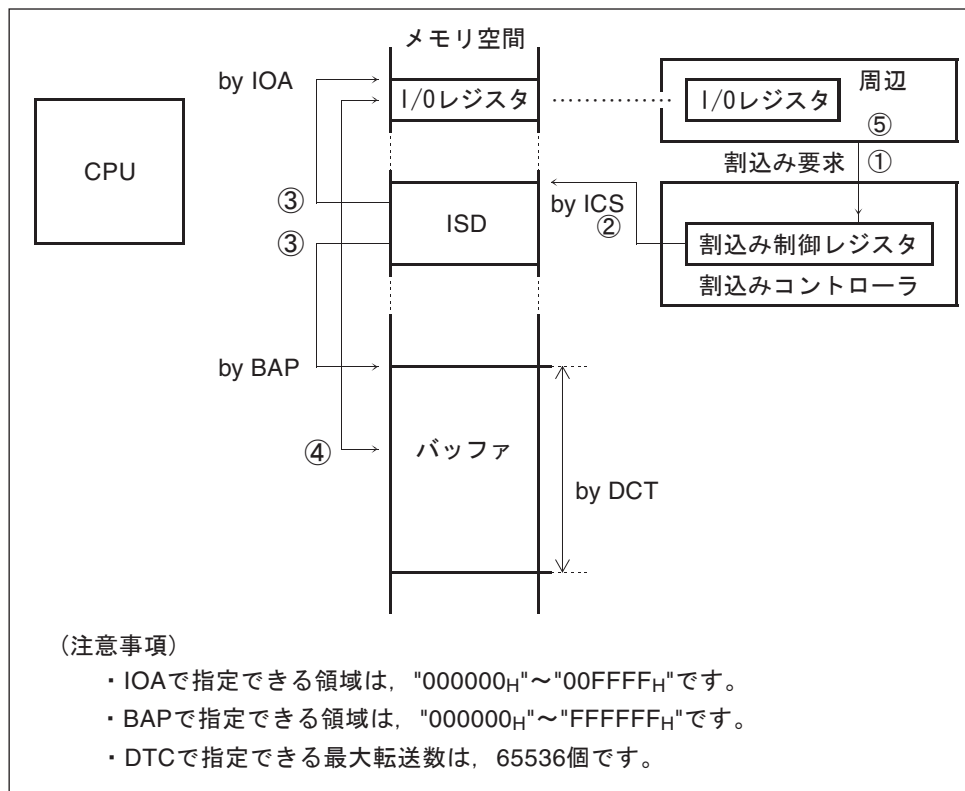 メモリ空間
by IOA
I/Oレジスタ
I/Oレジスタ
周辺
⑤
CPU
割込み要求
①
③
ISD
by ICS
②
③
割込み制御レジスタ
割込みコントローラ
by BAP
④
バッファ
by DCT
(注意事項)
・IOAで指定できる領域は,"000000H"～"00FFFFH"です。
・BAPで指定できる領域は,"000000H"～"FFFFFFH"です。
・DTCで指定できる最大転送数は,65536個です。